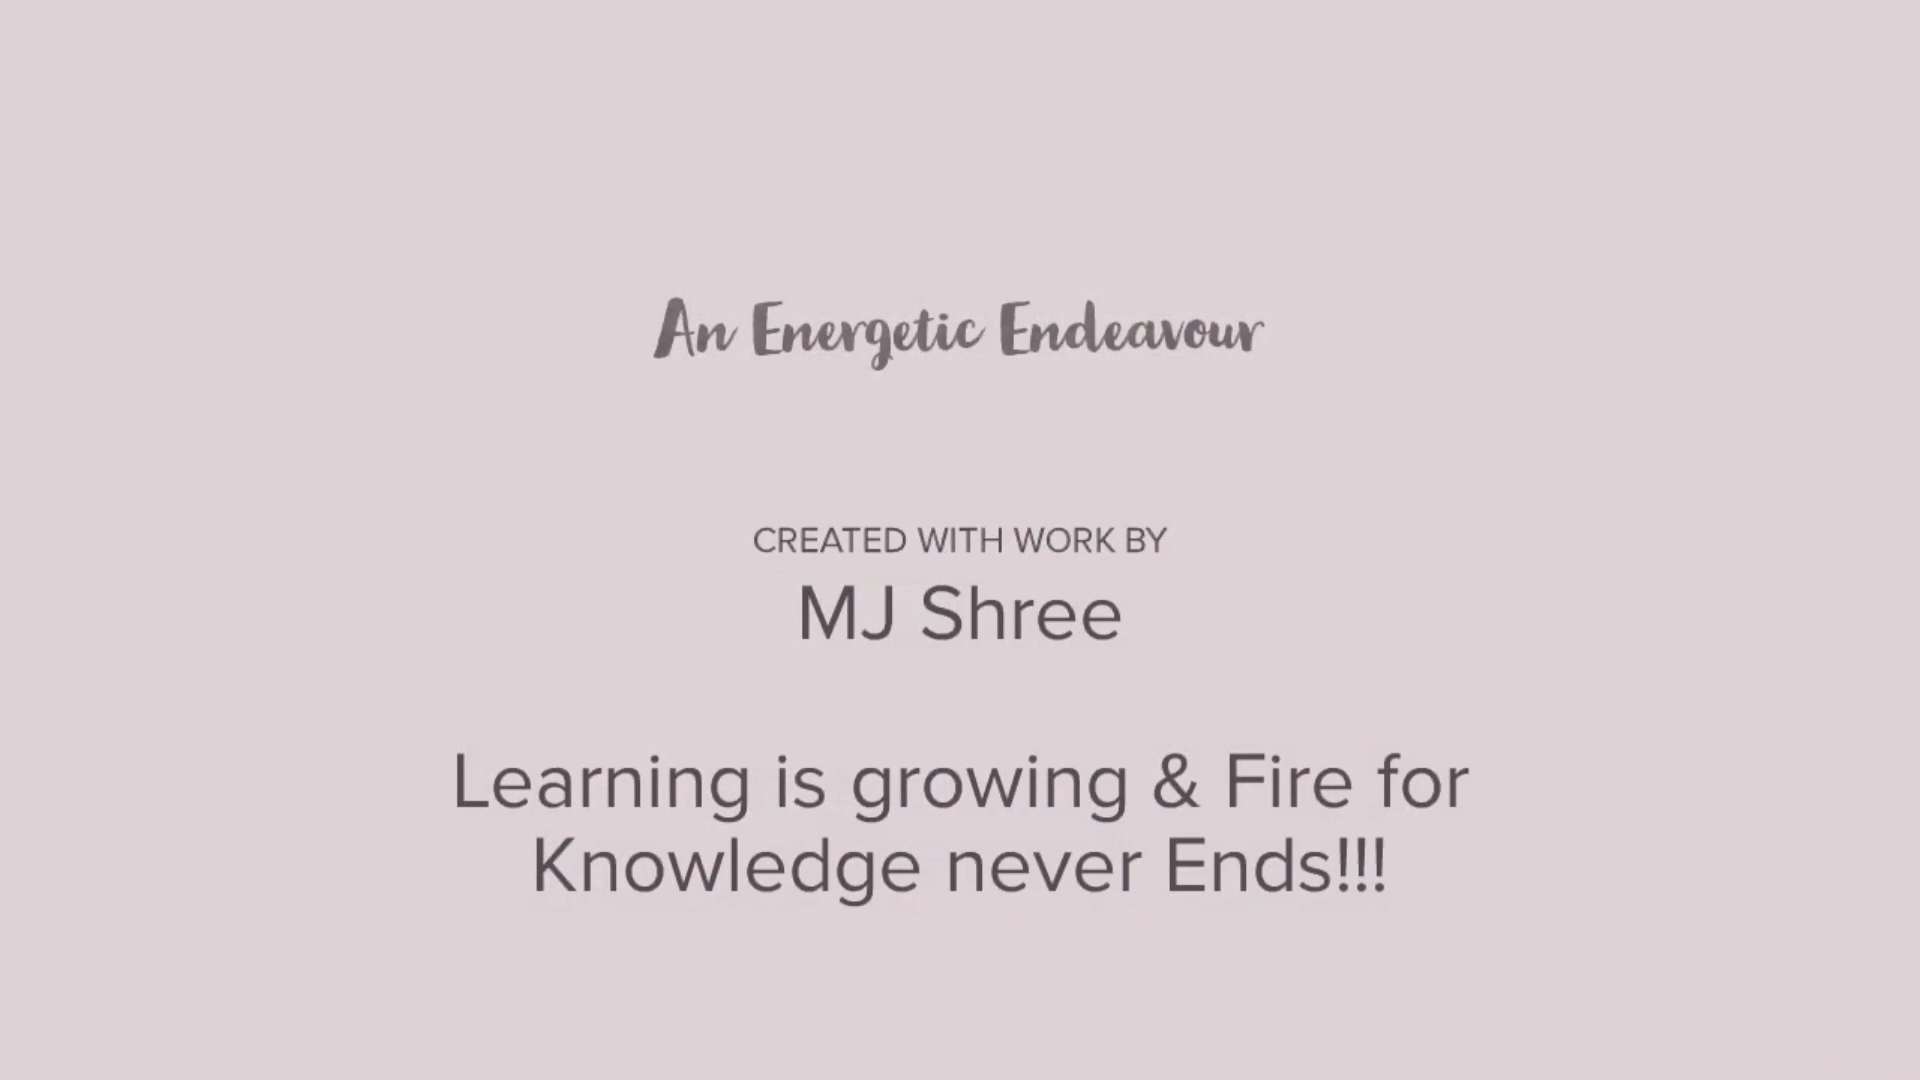 An Energetic Endeavour
CREATED WITH WORK BY
MJ Shree
Learning is growing & Fire for
Knowledge never Ends!!!